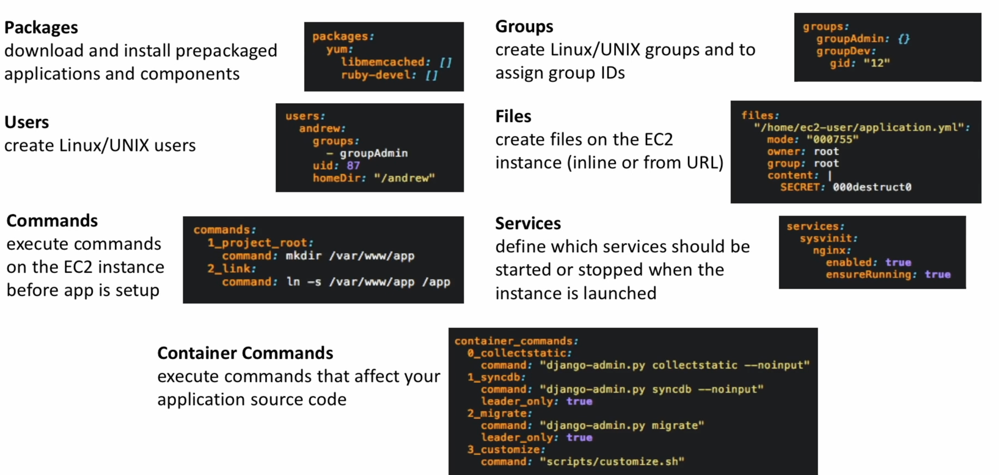 Packages
download and install prepackaged
applications and components
packages:
yum:
libmemcached: []
ruby-devel: []
Groups
create Linux/UNIX groups and to
assign group IDs
groups:
groupAdmin: {}
groupDev:
gid: "12"
Users
create Linux/UNIX users
users:
andrew:
groups:
- groupAdmin
uid: 87
homeDir: "/andrew"
Files
create files on the EC2
instance (inline or from URL)
files:
"/home/ec2-user/application.yml":
mode: "000755"
owner: root
group: root
content: |
SECRET: 000destruct0
Commands
execute commands
on the EC2 instance
before app is setup
commands:
1_project_root:
command: mkdir /var/www/app
2_link:
command: ln -s /var/www/app /app
Services
define which services should be
started or stopped when the
instance is launched
services:
sysvinit:
nginx:
enabled: true
ensureRunning: true
Container Commands
execute commands that affect your
application source code
container_commands:
0_collectstatic:
command: "django-admin.py collectstatic --noinput"
1_syncdb:
command: "django-admin.py syncdb --noinput"
leader_only: true
2_migrate:
command: "django-admin.py migrate"
leader_only: true
3_customize:
command: "scripts/customize.sh"